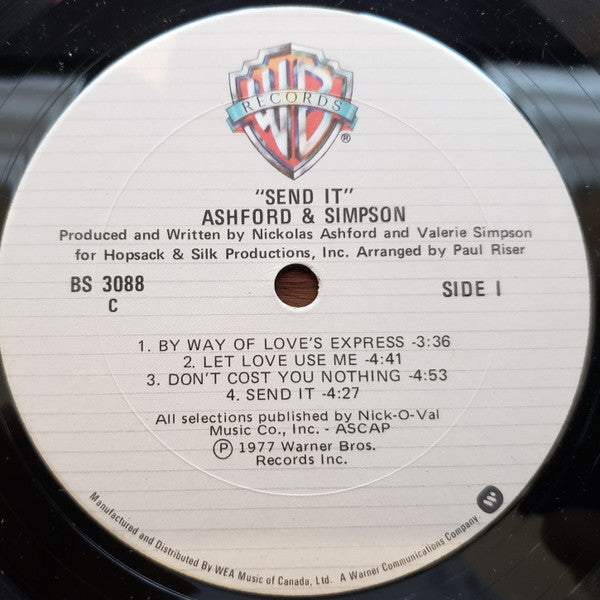 WB
RECORDS
®
"SEND IT"
ASHFORD & SIMPSON
Produced and Written by Nickolas Ashford and Valerie Simpson
for Hopsack & Silk Productions, Inc. Arranged by Paul Riser
BS 3088
C
SIDE I
1. BY WAY OF LOVE'S EXPRESS -3:36
2. LET LOVE USE ME -4:41
3. DON'T COST YOU NOTHING -4:53
4. SEND IT -4:27
All selections published by Nick-O-Val
Music Co., Inc. - ASCAP
Ⓟ 1977 Warner Bros.
Records Inc.
Manufactured and Distributed By WEA Music of Canada, Ltd. A Warner Communications Company